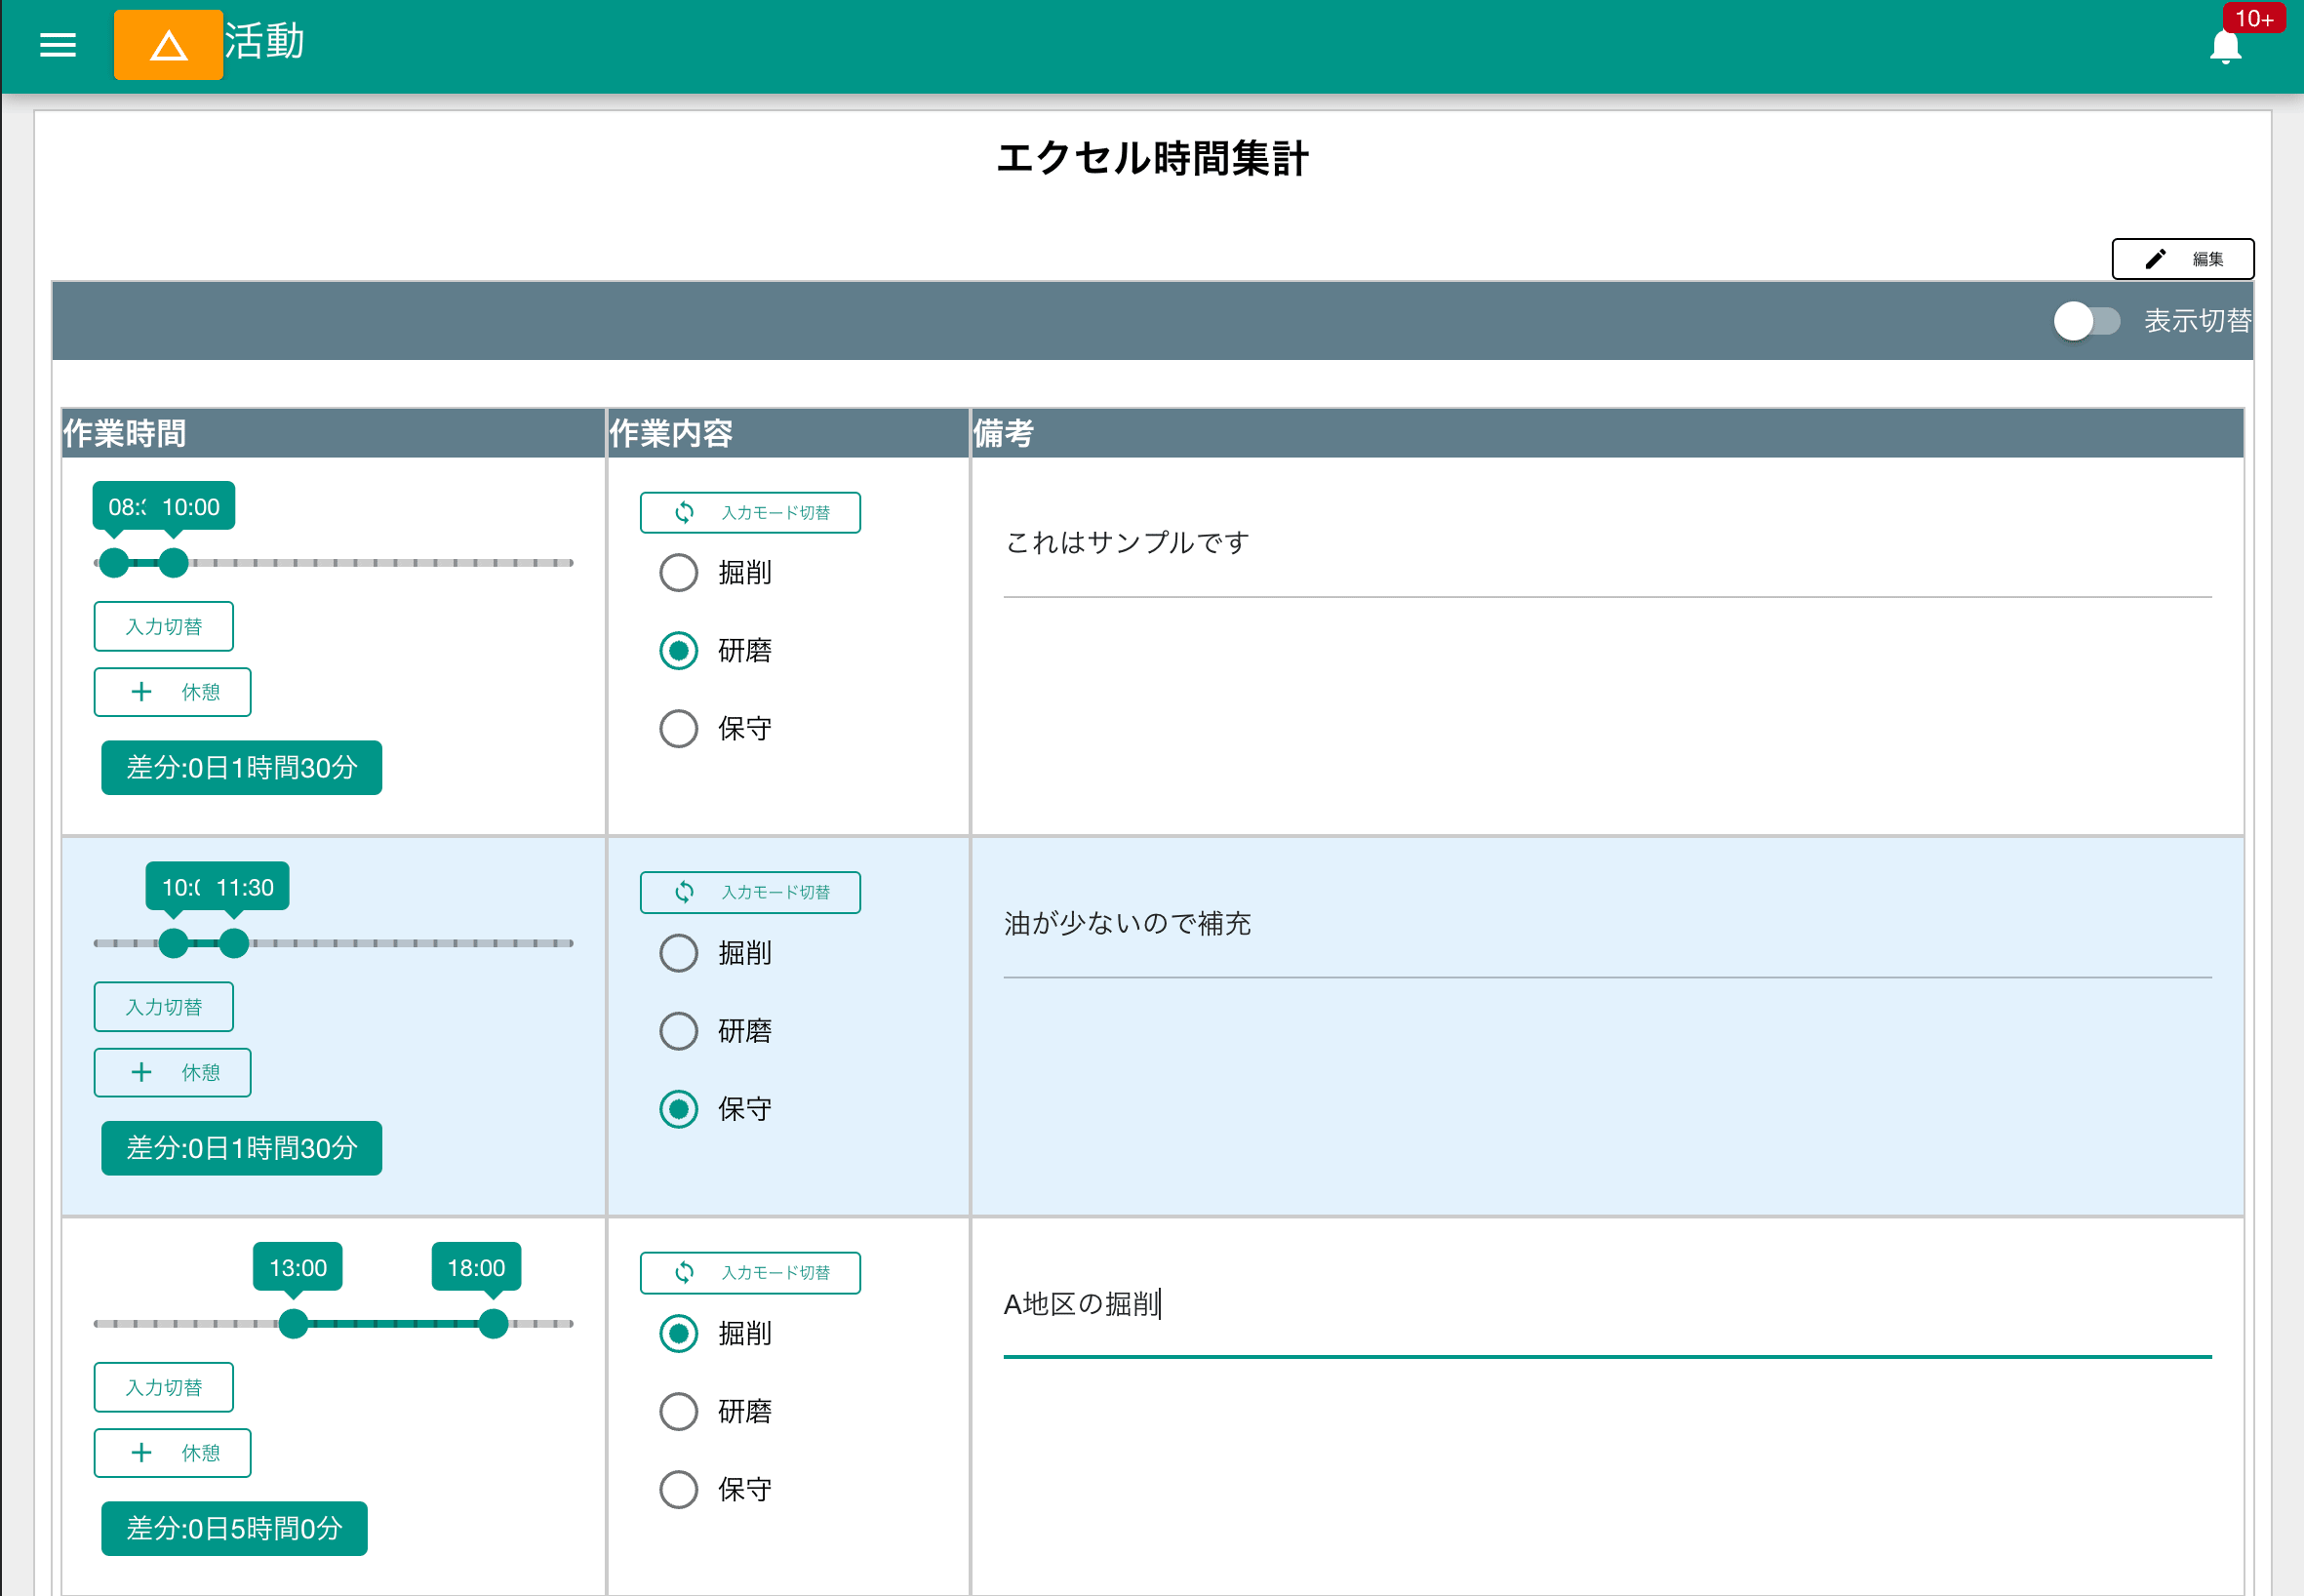 活動
10+
エクセル時間集計
編集
表示切替
作業時間 作業内容 備考
10:00
入力モード切替
これはサンプルです
掘削
入力切替
研磨
休憩
保守
差分:0日1時間30分
11:30
入力モード切替
油が少ないので補充
掘削
入力切替
研磨
休憩
保守
差分:0日1時間30分
13:00 18:00
入力モード切替
A地区の掘削
掘削
入力切替
研磨
休憩
保守
差分:0日5時間0分